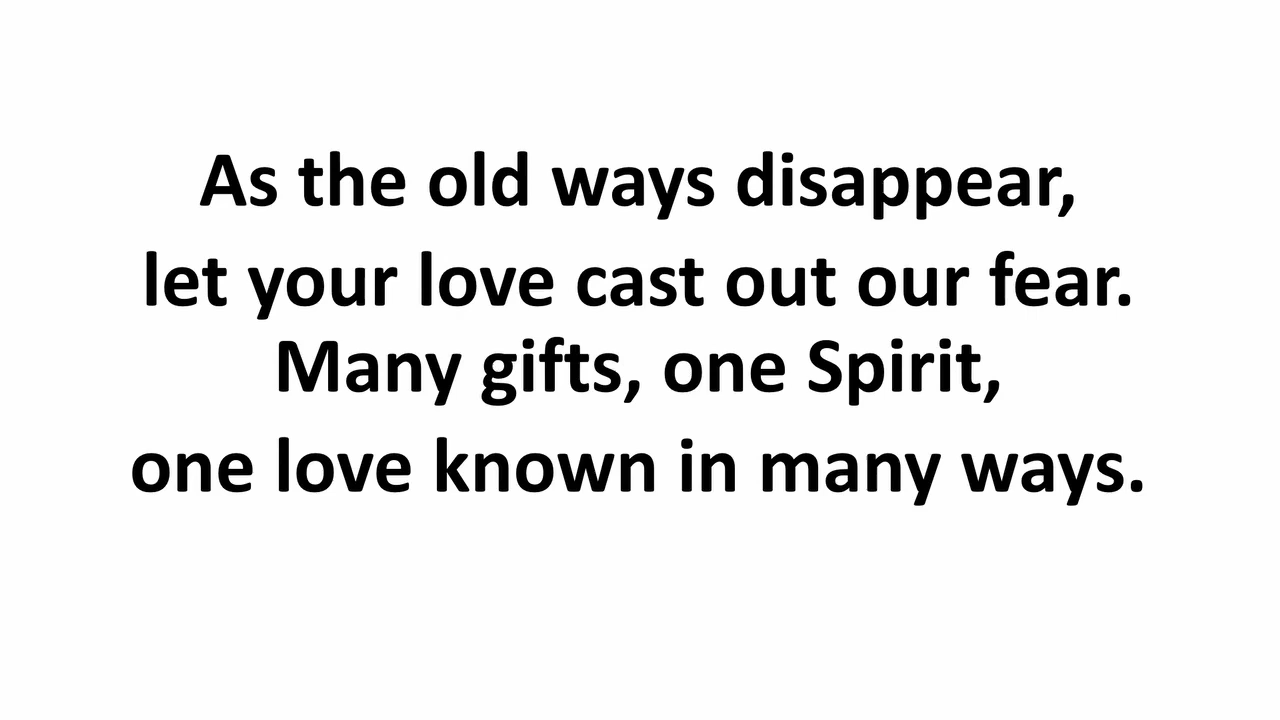 As the old ways disappear,
let your love cast out our fear.
Many gifts, one Spirit,
one love known in many ways.